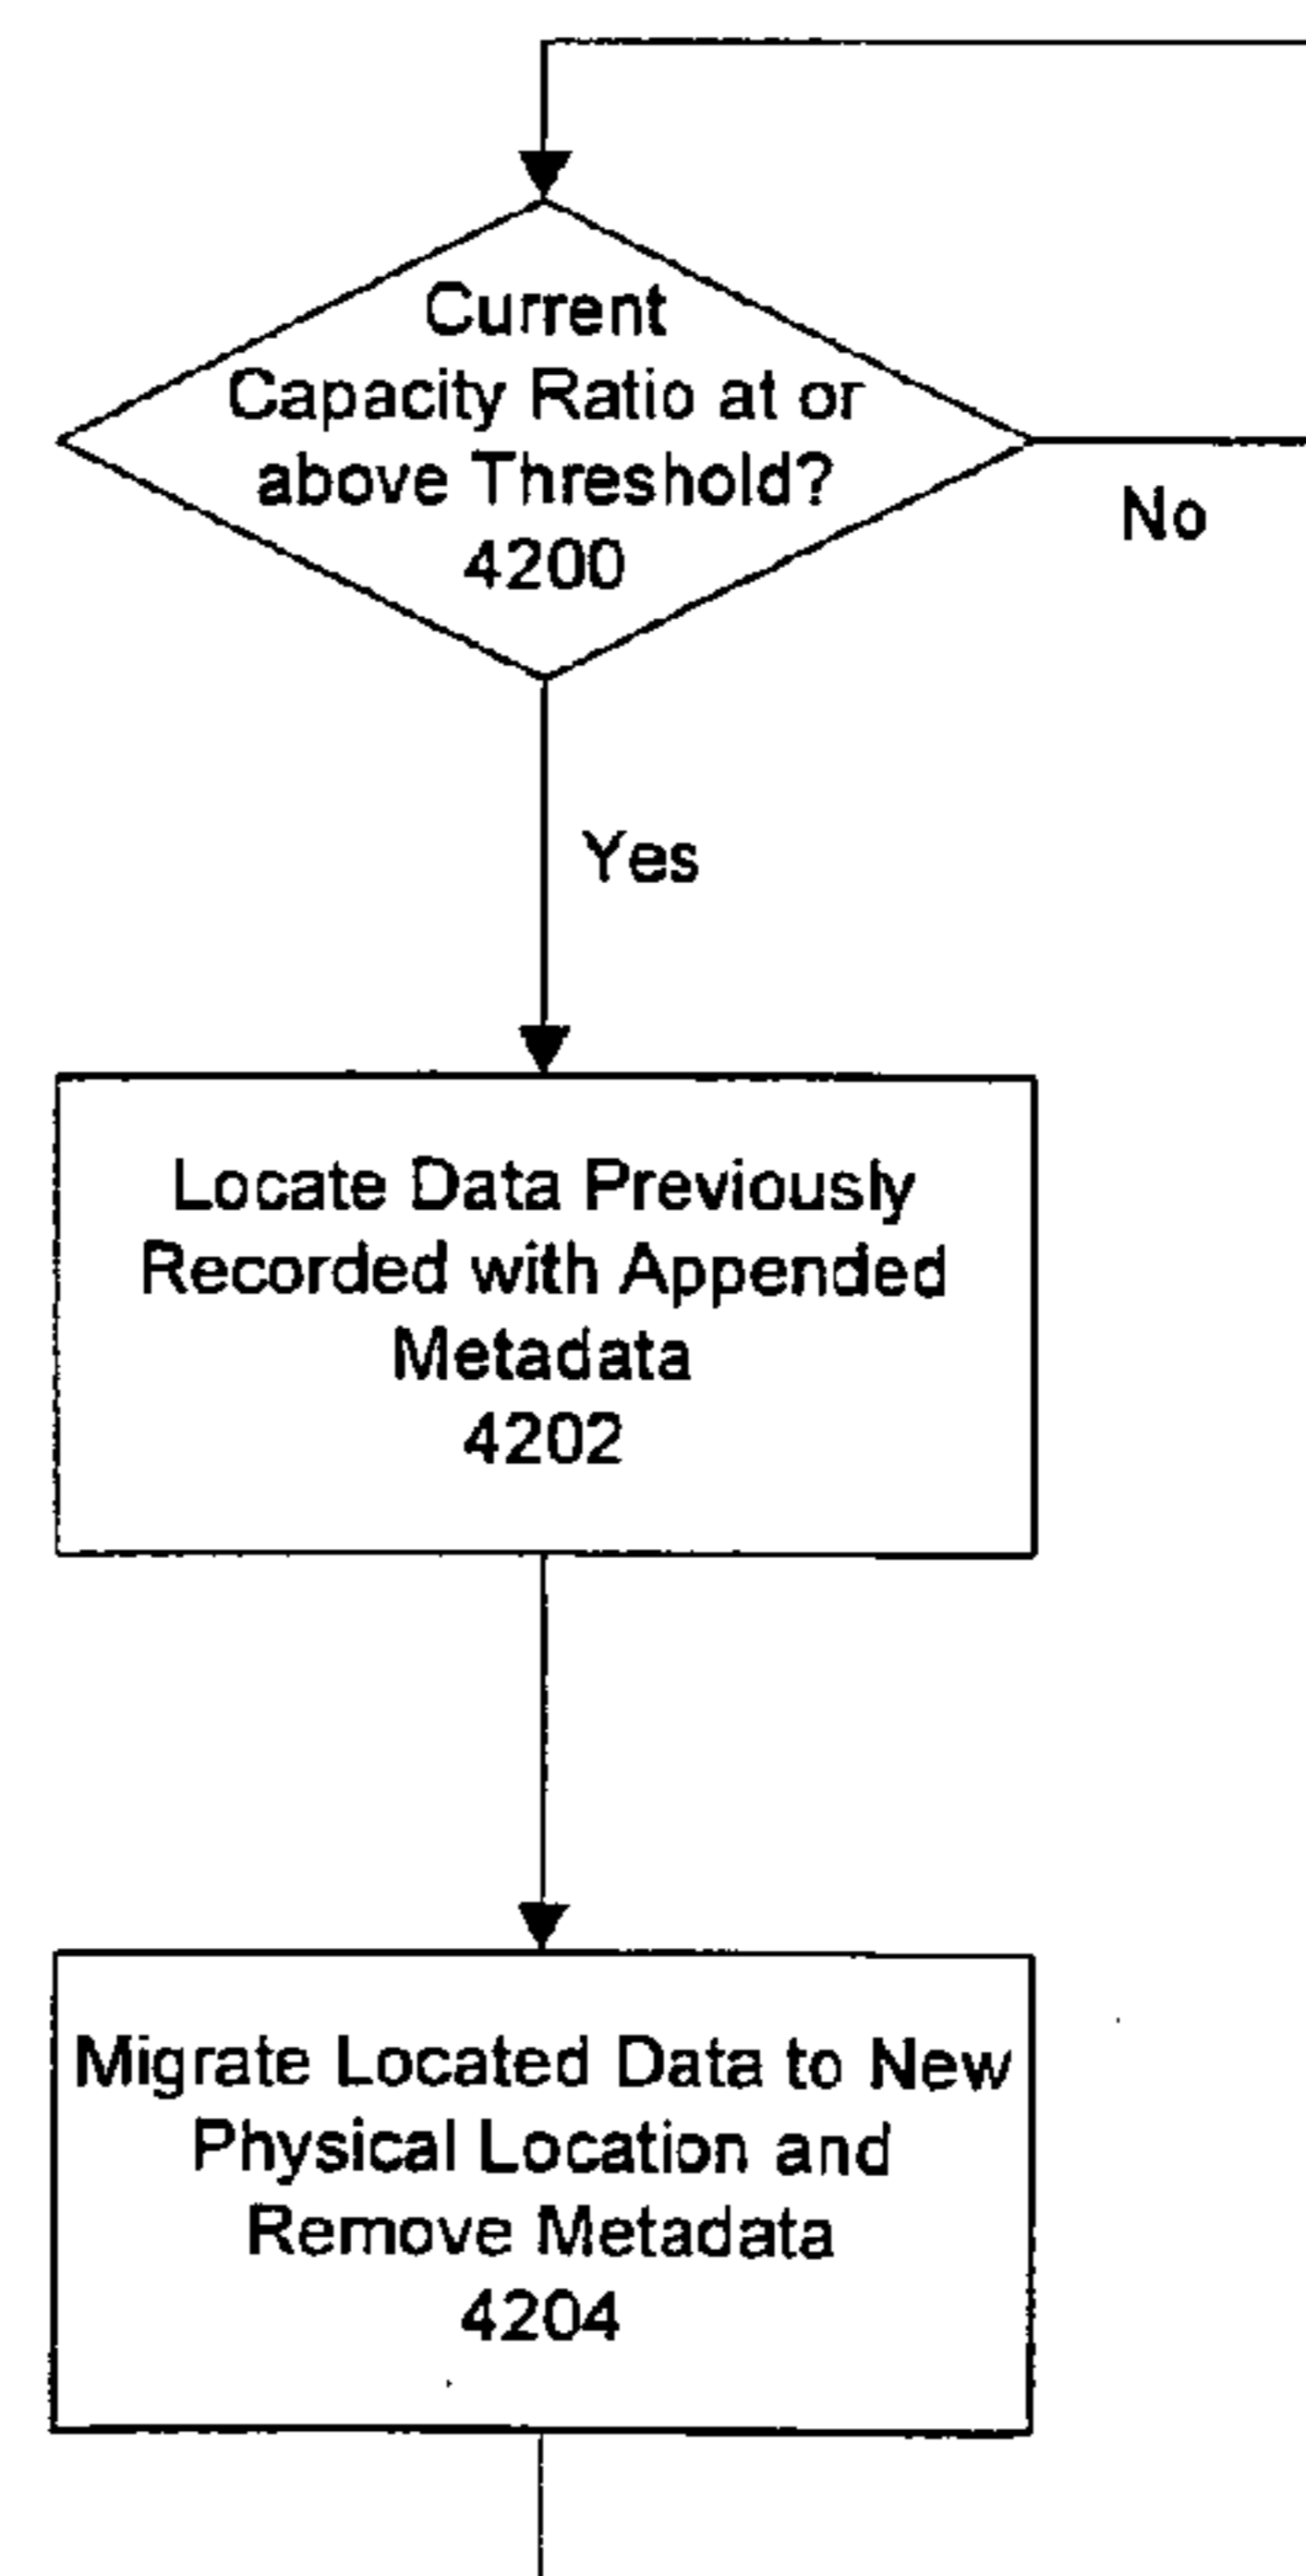 Current
Capacity Ratio at or
above Threshold?
4200
No
Yes
Locate Data Previously
Recorded with Appended
Metadata
4202
Migrate Located Data to New
Physical Location and
Remove Metadata
4204